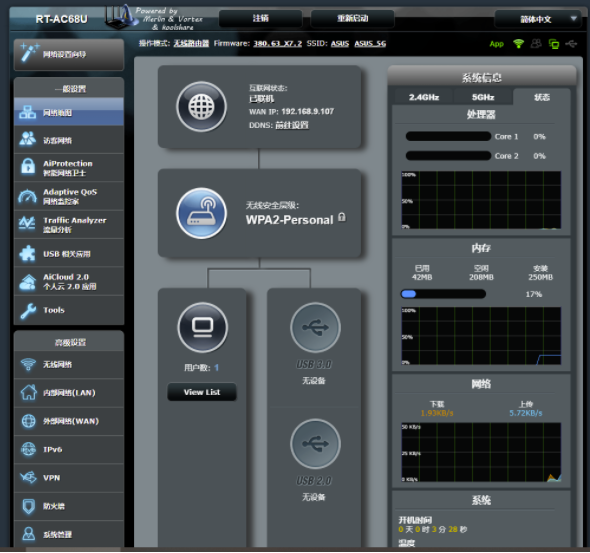 RT-AC68U
Powered by
Merlin & Vortex
& koolshare
注销
重新启动
简体中文
操作模式: 无线路由器 Firmware: 380.63_X7.2 SSID: ASUS ASUS_5G
App
网络设置向导
一般设置
网络地图
访客网络
AiProtection
智能网络卫士
Adaptive QoS
网络监控家
Traffic Analyzer
流量分析
USB 相关应用
AiCloud 2.0
个人云 2.0 应用
Tools
高级设置
无线网络
内部网络(LAN)
外部网络(WAN)
IPv6
VPN
防火墙
系统管理
互联网状态:
已联机
WAN IP: 192.168.9.107
DDNS: 前往设置
无线安全层级:
WPA2-Personal
用户数: 1
View List
USB 3.0
无设备
USB 2.0
无设备
系统信息
2.4GHz 5GHz 状态
处理器
Core 1 0%
Core 2 0%
100%
50%
0%
内存
已用 空闲 安装
42MB 208MB 250MB
17%
100%
50%
0%
网络
下载 上传
1.93KB/s 5.72KB/s
50 KB/s
25 KB/s
0 KB/s
系统
开机时间
0 天 0 时 3 分 28 秒
温度